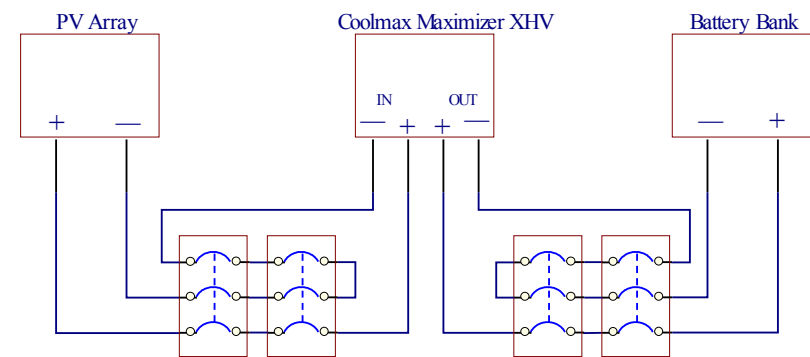 PV Array
Coolmax Maximizer XHV
Battery Bank
IN
OUT
+ —
— + + —
— +